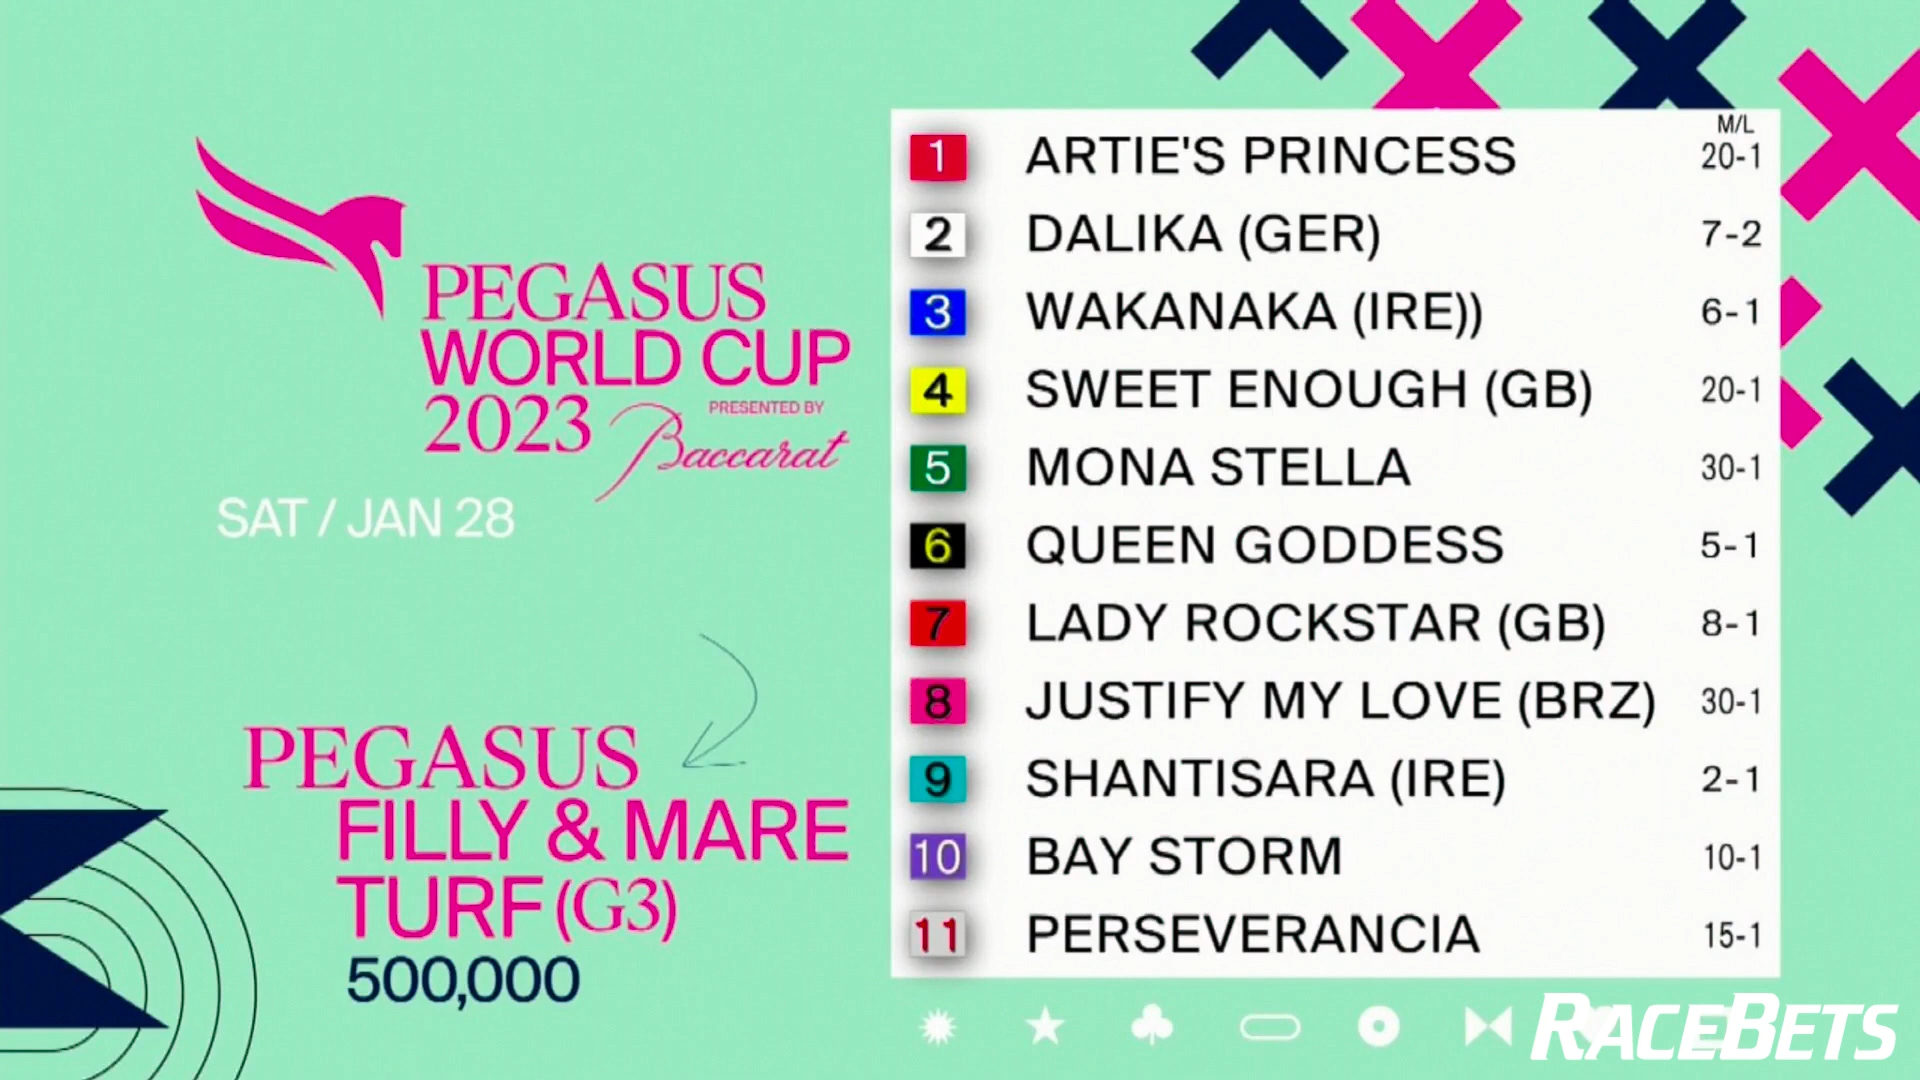 PEGASUS
WORLD CUP
2023
PRESENTED BY
Baccarat
SAT / JAN 28
PEGASUS
FILLY & MARE
TURF (G3)
500,000
M/L
1 ARTIE'S PRINCESS 20-1
2 DALIKA (GER) 7-2
3 WAKANAKA (IRE)) 6-1
4 SWEET ENOUGH (GB) 20-1
5 MONA STELLA 30-1
6 QUEEN GODDESS 5-1
7 LADY ROCKSTAR (GB) 8-1
8 JUSTIFY MY LOVE (BRZ) 30-1
9 SHANTISARA (IRE) 2-1
10 BAY STORM 10-1
11 PERSEVERANCIA 15-1
RACEBETS